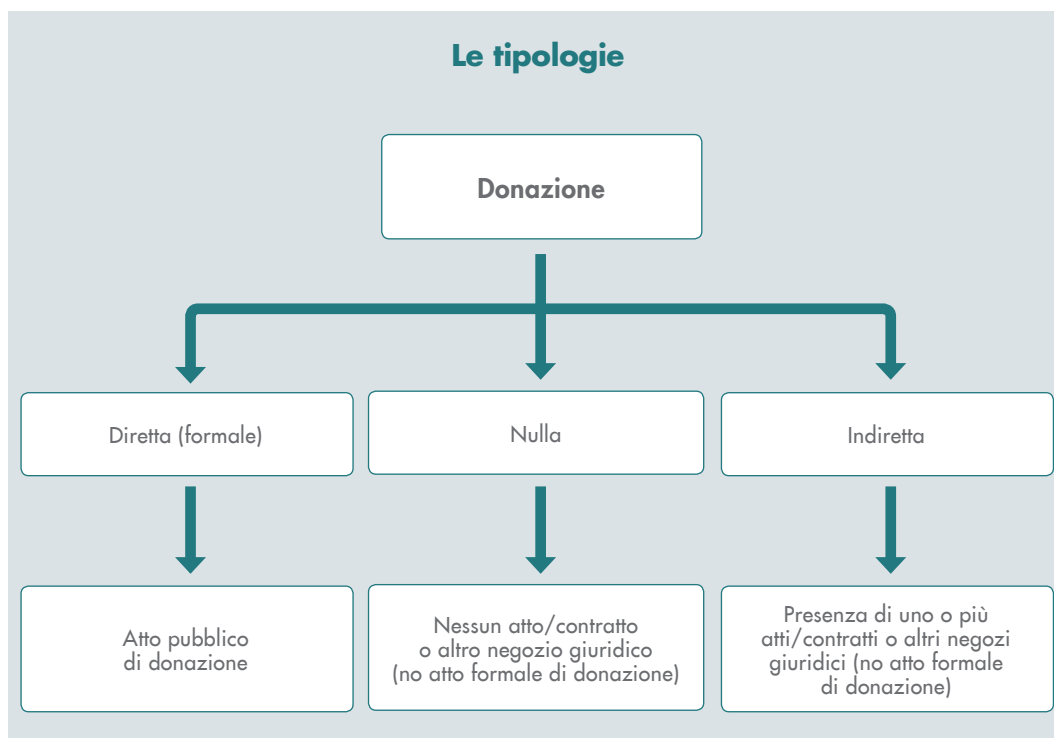 Le tipologie
Donazione
Diretta (formale)
Nulla
Indiretta
Atto pubblico
di donazione
Nessun atto/contratto
o altro negozio giuridico
(no atto formale di donazione)
Presenza di uno o più
atti/contratti o altri negozi
giuridici (no atto formale
di donazione)